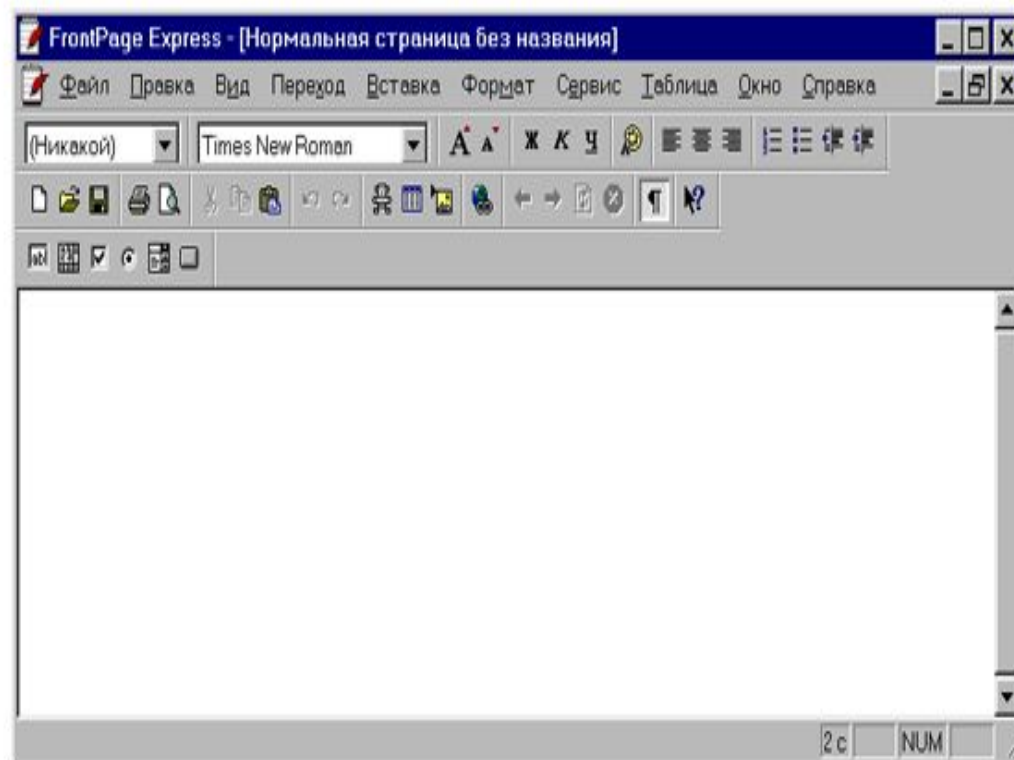 FrontPage Express - [Нормальная страница без названия]
Файл Правка Вид Переход Вставка Формат Сервис Таблица Окно Справка
(Никакой) Times New Roman A A Ж К Ч
¶ ?
abl
2 с NUM